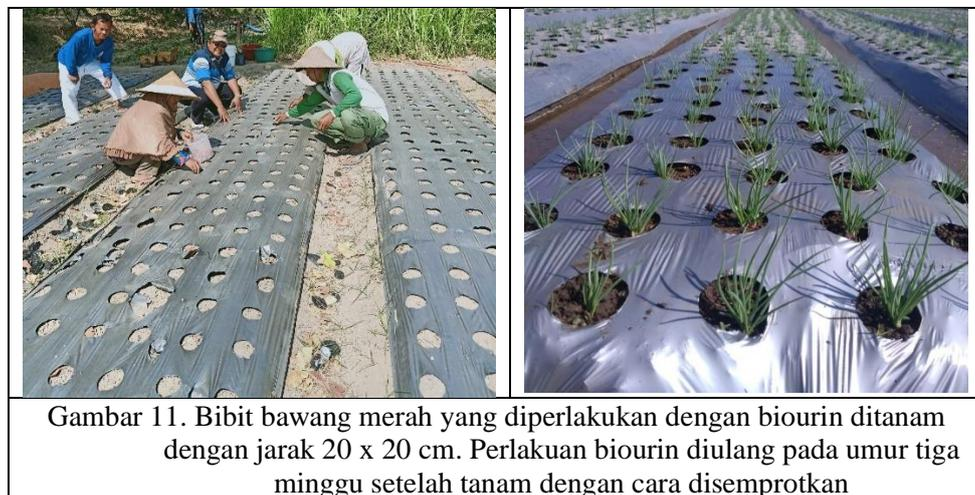 Gambar 11. Bibit bawang merah yang diperlakukan dengan biourin ditanam
dengan jarak 20 x 20 cm. Perlakuan biourin diulang pada umur tiga
minggu setelah tanam dengan cara disemprotkan